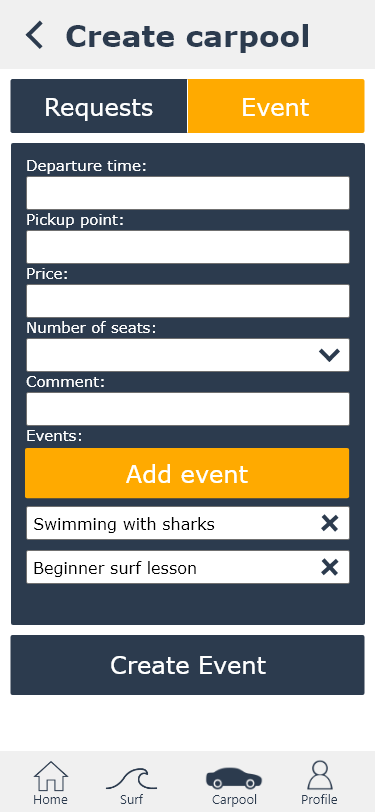 Create carpool
Requests
Event
Departure time:
Pickup point:
Price:
Number of seats:
Comment:
Events:
Add event
Swimming with sharks
Beginner surf lesson
Create Event
Home
Surf
Carpool
Profile